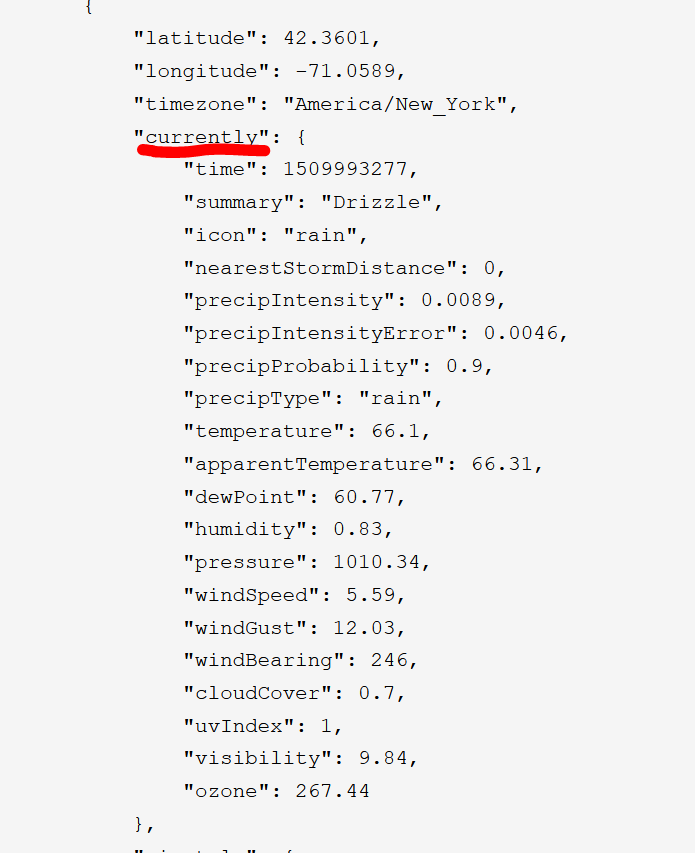 {
"latitude": 42.3601,
"longitude": -71.0589,
"timezone": "America/New_York",
"currently": {
"time": 1509993277,
"summary": "Drizzle",
"icon": "rain",
"nearestStormDistance": 0,
"precipIntensity": 0.0089,
"precipIntensityError": 0.0046,
"precipProbability": 0.9,
"precipType": "rain",
"temperature": 66.1,
"apparentTemperature": 66.31,
"dewPoint": 60.77,
"humidity": 0.83,
"pressure": 1010.34,
"windSpeed": 5.59,
"windGust": 12.03,
"windBearing": 246,
"cloudCover": 0.7,
"uvIndex": 1,
"visibility": 9.84,
"ozone": 267.44
},